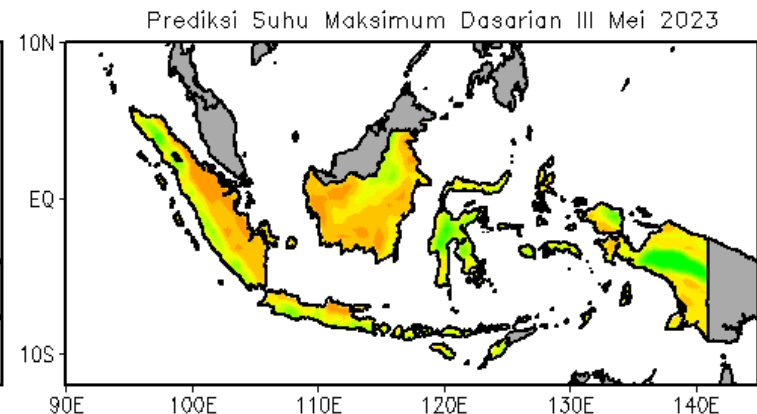 Prediksi Suhu Maksimum Dasarian III Mei 2023
10N
EQ
10S
90E 100E 110E 120E 130E 140E